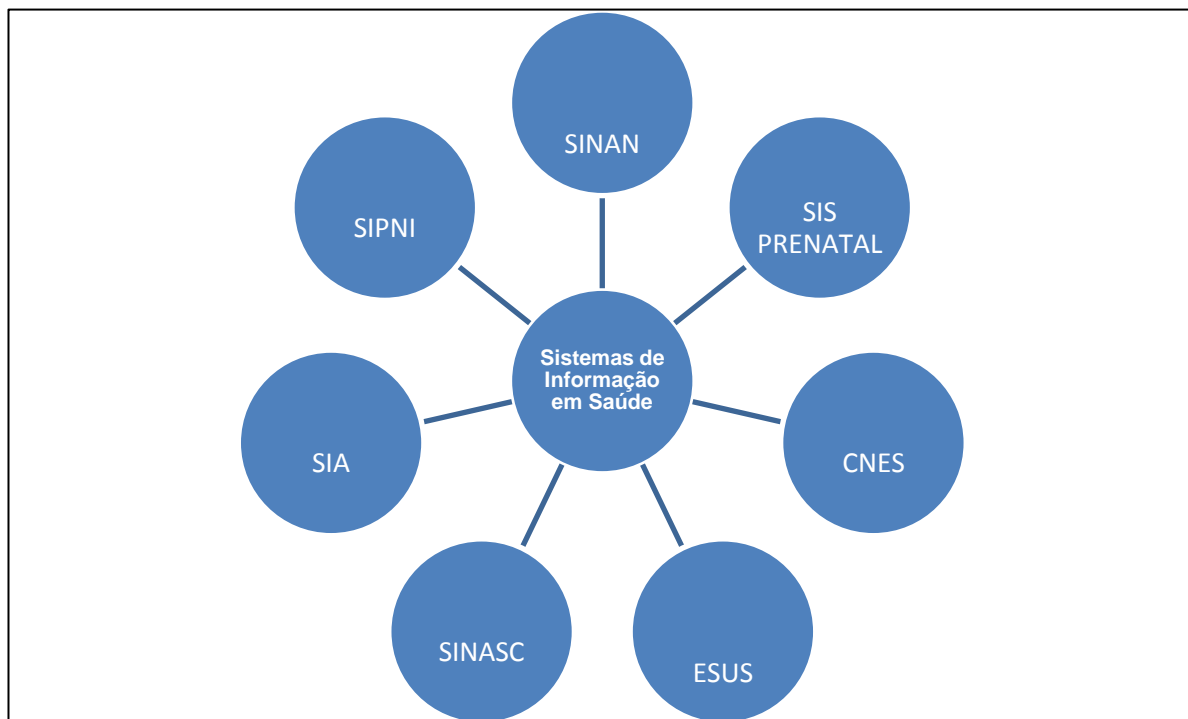 SINAN
SIS
PRENATAL
CNES
ESUS
SINASC
SIA
SIPNI
Sistemas de
Informação
em Saúde